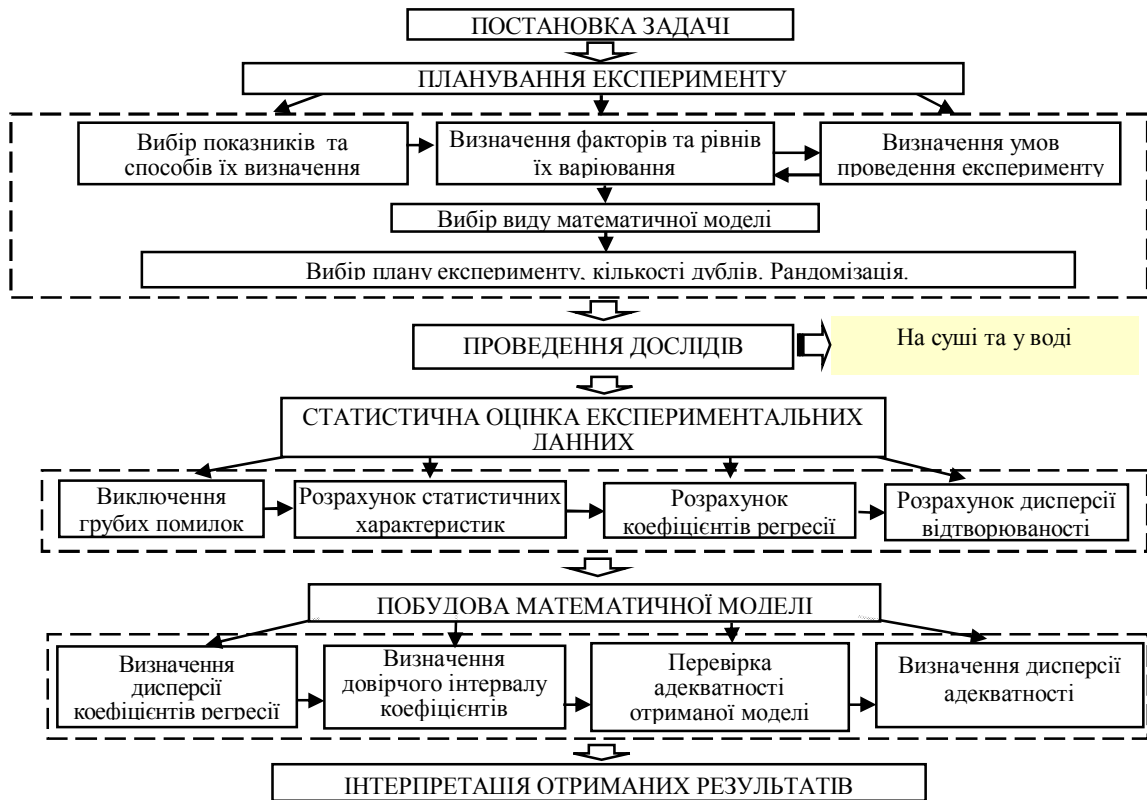 ПОСТАНОВКА ЗАДАЧІ
ПЛАНУВАННЯ ЕКСПЕРИМЕНТУ
Вибір показників та
способів їх визначення
Визначення факторів та рівнів
їх варіювання
Визначення умов
проведення експерименту
Вибір виду математичної моделі
Вибір плану експерименту, кількості дублів. Рандомізація.
ПРОВЕДЕННЯ ДОСЛІДІВ
На суші та у воді
СТАТИСТИЧНА ОЦІНКА ЕКСПЕРИМЕНТАЛЬНИХ
ДАННИХ
Виключення
грубих помилок
Розрахунок статистичних
характеристик
Розрахунок
коефіцієнтів регресії
Розрахунок дисперсії
відтворюваності
ПОБУДОВА МАТЕМАТИЧНОЇ МОДЕЛІ
Визначення
дисперсії
коефіцієнтів регресії
Визначення
довірчого інтервалу
коефіцієнтів
Перевірка
адекватності
отриманої моделі
Визначення дисперсії
адекватності
ІНТЕРПРЕТАЦІЯ ОТРИМАНИХ РЕЗУЛЬТАТІВ